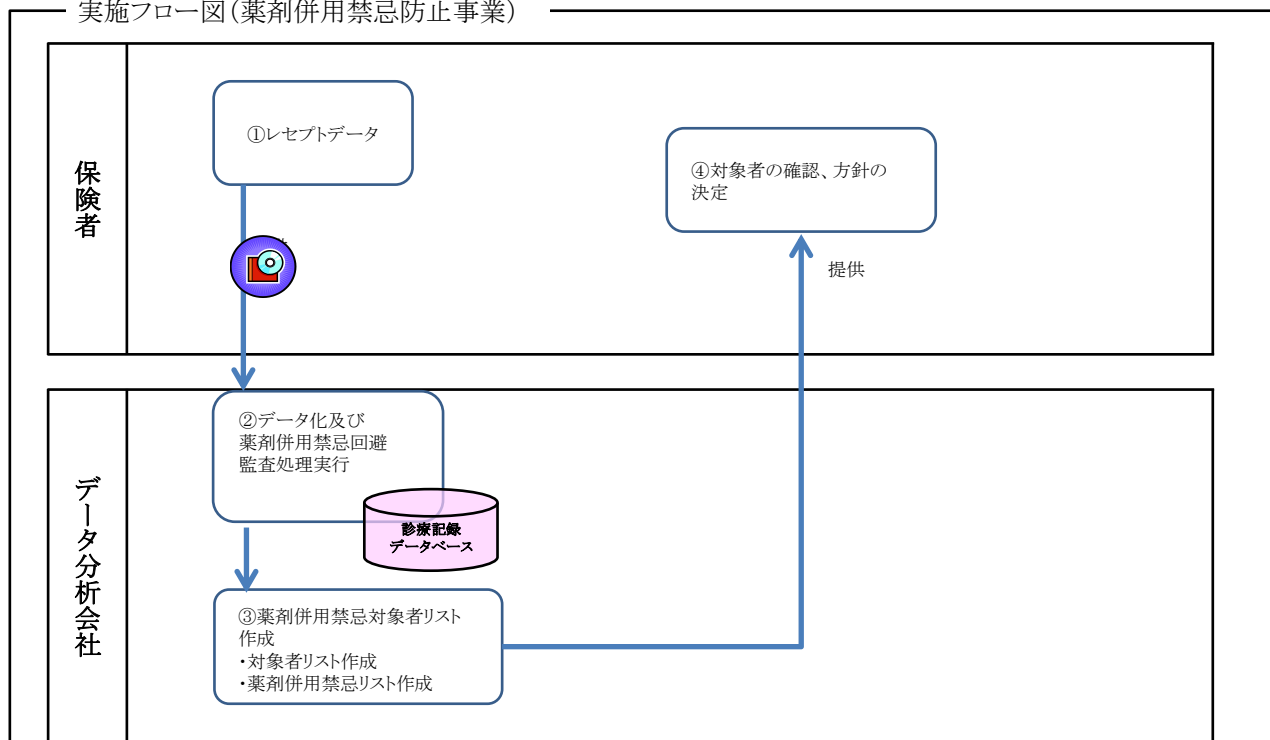 実施フロー図(薬剤併用禁忌防止事業)
保険者
①レセプトデータ
④対象者の確認、方針の
決定
提供
データ分析会社
②データ化及び
薬剤併用禁忌回避
監査処理実行
診療記録
データベース
③薬剤併用禁忌対象者リスト
作成
・対象者リスト作成
・薬剤併用禁忌リスト作成